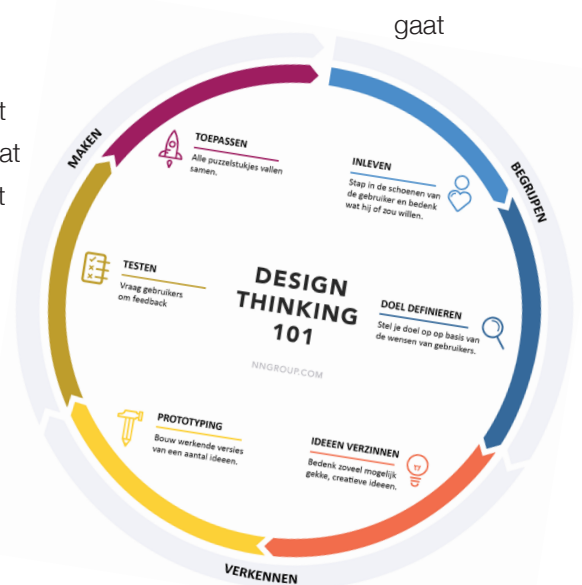 gaat
t
at
t
MAKEN
BEGRIJPEN
VERKENNEN
DESIGN
THINKING
101
NNGROUP.COM
INLEVEN
Stap in de schoenen van
de gebruiker en bedenk
wat hij of zou willen.
DOEL DEFINIEREN
Stel je doel op op basis van
de wensen van gebruikers.
IDEEEN VERZINNEN
Bedenk zoveel mogelijk
gekke, creatieve ideeen.
PROTOTYPING
Bouw werkende versies
van een aantal ideeen.
TESTEN
Vraag gebruikers
om feedback
TOEPASSEN
Alle puzzelstukjes vallen
samen.